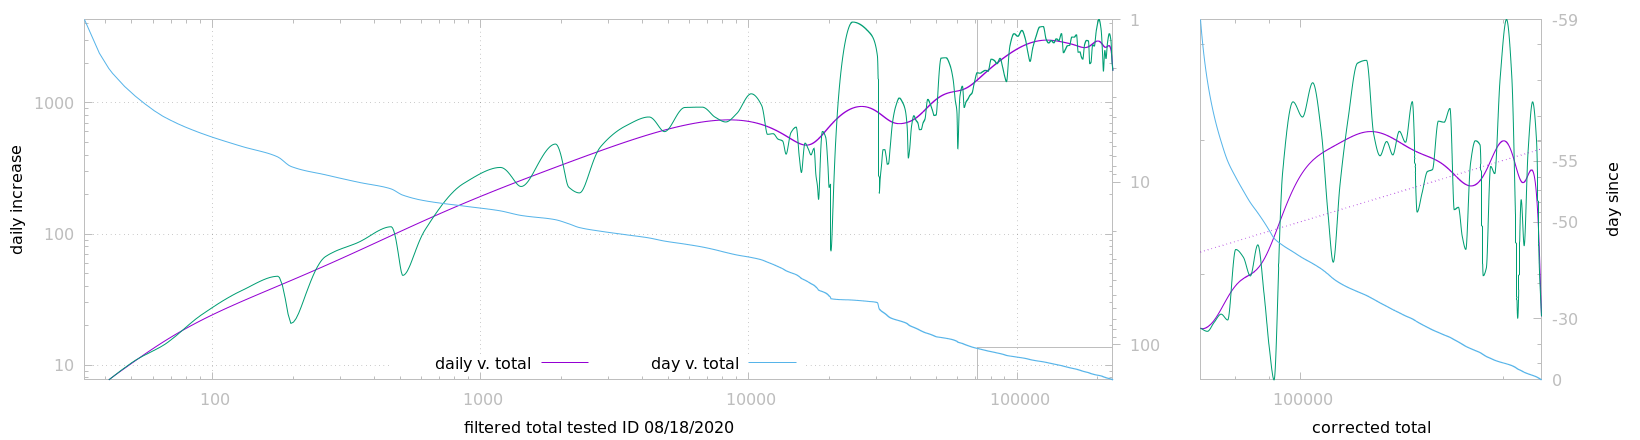 1000
100
10
daily increase
daily v. total
day v. total
100
1000
10000
100000
filtered total tested ID 08/18/2020
1
10
100
-59
-55
-50
-30
0
day since
100000
corrected total